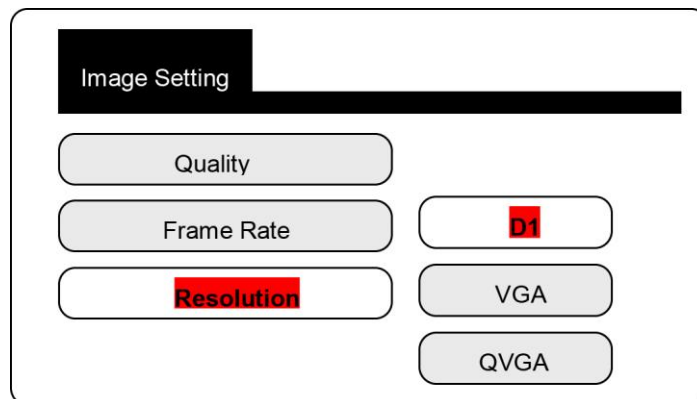 Image Setting
Quality
Frame Rate
Resolution
D1
VGA
QVGA